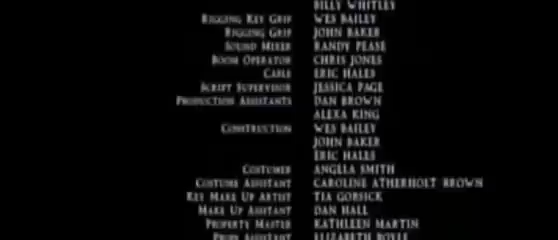 BILLY WHITLEY
RIGGING KEY GRIP WES BAILEY
RIGGING GRIP JOHN BAKER
SOUND MIXER RANDY PEASE
BOOM OPERATOR CHRIS JONES
CABLE ERIC HALES
SCRIPT SUPERVISOR JESSICA PAGE
PRODUCTION ASSISTANTS DAN BROWN
ALEXA KING
CONSTRUCTION WES BAILEY
JOHN BAKER
ERIC HALES
COSTUMER ANGELA SMITH
COSTUME ASSISTANT CAROLINE ATHERHOLT BROWN
KEY MAKE UP ARTIST TIA GORSICK
MAKE UP ASSISTANT DAN HALL
PROPERTY MASTER KATHLEEN MARTIN
PROPS ASSISTANT ELIZABETH